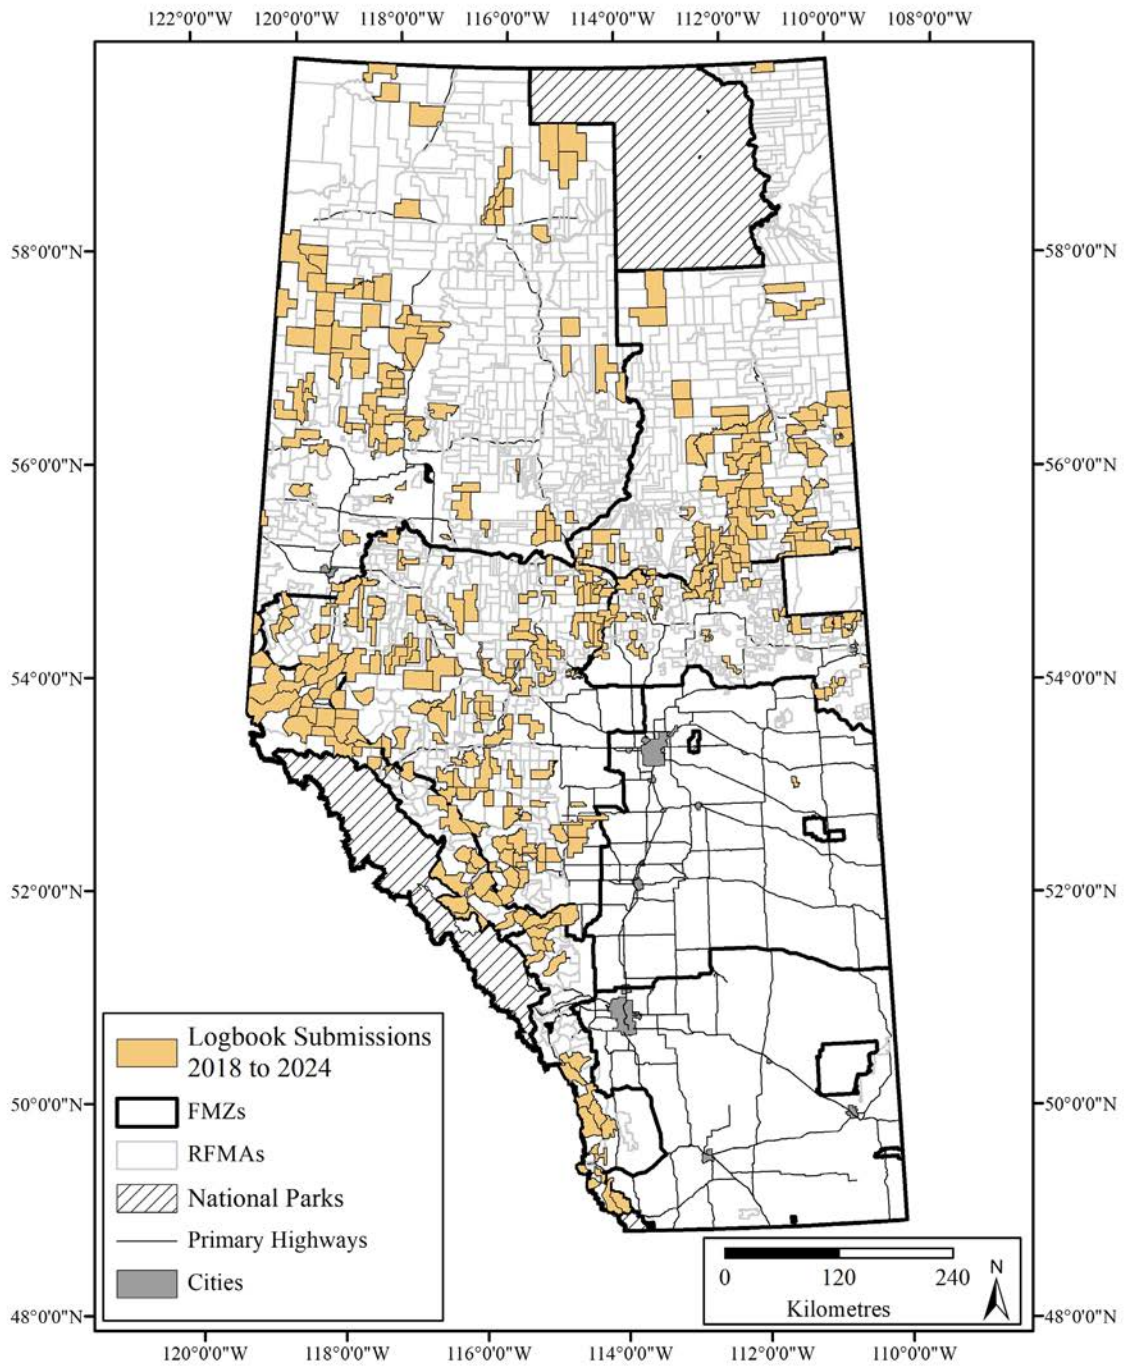 122°0'0"W 120°0'0"W 118°0'0"W 116°0'0"W 114°0'0"W 112°0'0"W 110°0'0"W 108°0'0"W
58°0'0"N 58°0'0"N
56°0'0"N 56°0'0"N
54°0'0"N 54°0'0"N
52°0'0"N 52°0'0"N
50°0'0"N 50°0'0"N
48°0'0"N 48°0'0"N
Logbook Submissions
2018 to 2024
FMZs
RFMAs
National Parks
Primary Highways
Cities
N
0 120 240
Kilometres
120°0'0"W 118°0'0"W 116°0'0"W 114°0'0"W 112°0'0"W 110°0'0"W